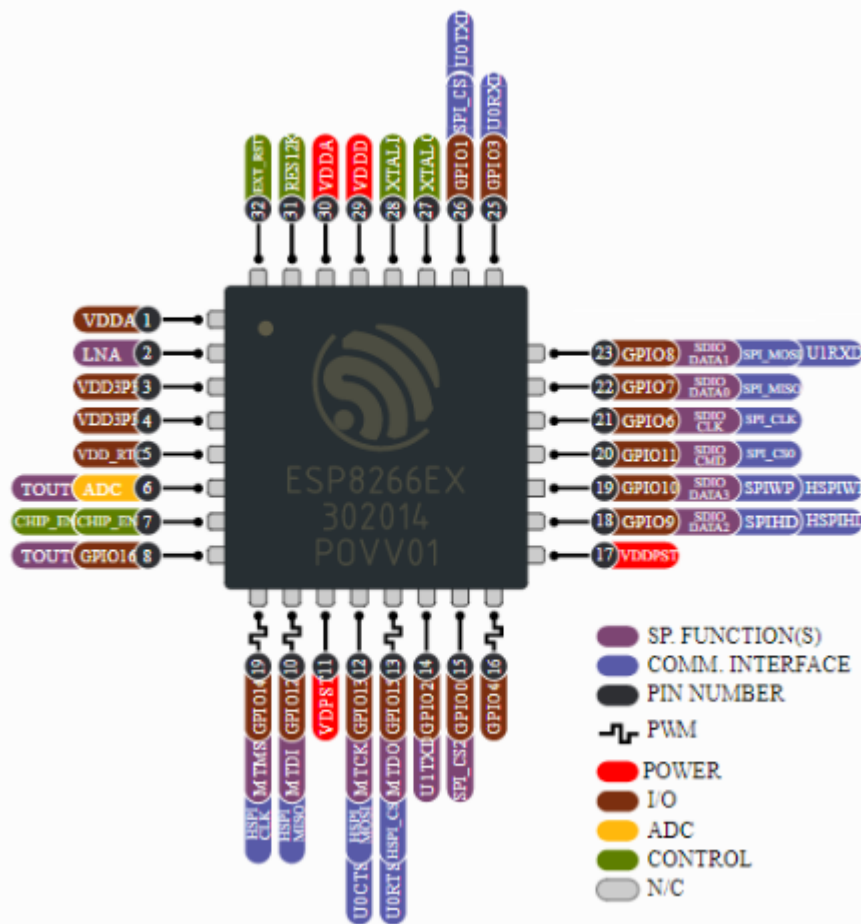 U0TXD
SPI_CS1 U0RXD
EXT_RST RES12K VDDA VDDD XTALI XTALO GPIO1 GPIO3
32 31 30 29 28 27 26 25
VDDA 1
LNA 2
VDD3P3 3
VDD3P3 4
VDD_RTC 5
TOUT ADC 6
CHIP_EN CHIP_EN 7
TOUT GPIO16 8
ESP8266EX
302014
P0VV01
23 GPIO8 SDIO DATA1 SPI_MOSI U1RXD
22 GPIO7 SDIO DATA0 SPI_MISO
21 GPIO6 SDIO CLK SPI_CLK
20 GPIO11 SDIO CMD SPI_CS0
19 GPIO10 SDIO DATA3 SPIWP HSPIWP
18 GPIO9 SDIO DATA2 SPIHD HSPIHD
17 VDDPST
19 10 11 12 13 14 15 16
GPIO14 GPIO12 VDPST GPIO13 GPIO15 GPIO2 GPIO0 GPIO4
MTMS MTDI MTCK MTDO U1TXD SPI_CS2
HSPI CLK HSPI MISO HSPI MOSI HSPI_CS
U0CTS U0RTS
SP. FUNCTION(S)
COMM. INTERFACE
PIN NUMBER
PWM
POWER
I/O
ADC
CONTROL
N/C